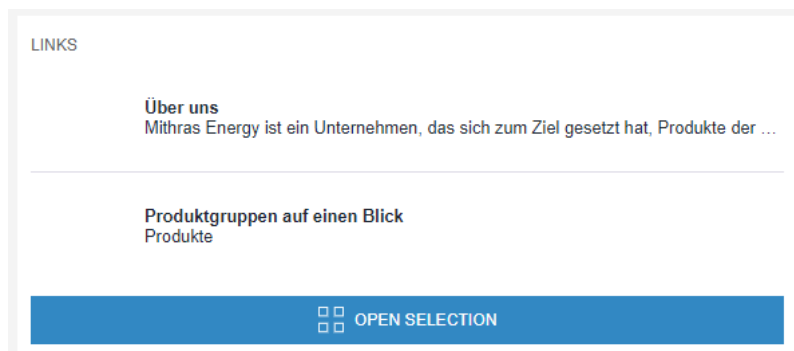 LINKS
Über uns
Mithras Energy ist ein Unternehmen, das sich zum Ziel gesetzt hat, Produkte der ...
Produktgruppen auf einen Blick
Produkte
OPEN SELECTION